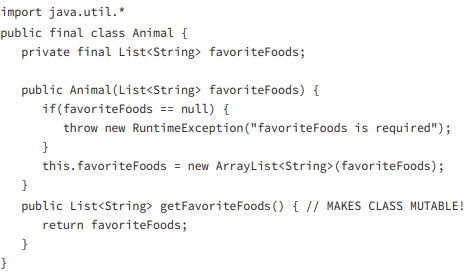 import java.util.*
public final class Animal {
   private final List<String> favoriteFoods;

   public Animal(List<String> favoriteFoods) {
      if(favoriteFoods == null) {
         throw new RuntimeException("favoriteFoods is required");
      }
      this.favoriteFoods = new ArrayList<String>(favoriteFoods);
   }
   public List<String> getFavoriteFoods() { // MAKES CLASS MUTABLE!
      return favoriteFoods;
   }
}